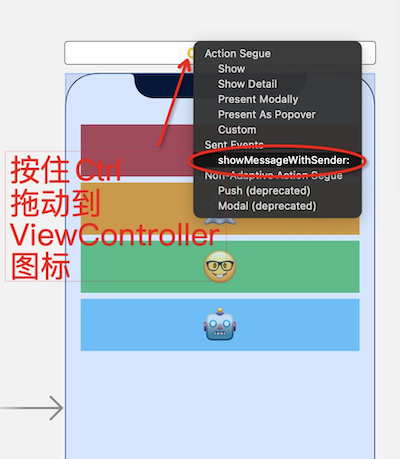 Action Segue
Show
Show Detail
Present Modally
Present As Popover
Custom
Sent Events
showMessageWithSender:
Non-Adaptive Action Segue
Push (deprecated)
Modal (deprecated)
按住 Ctrl
拖动到
ViewController
图标